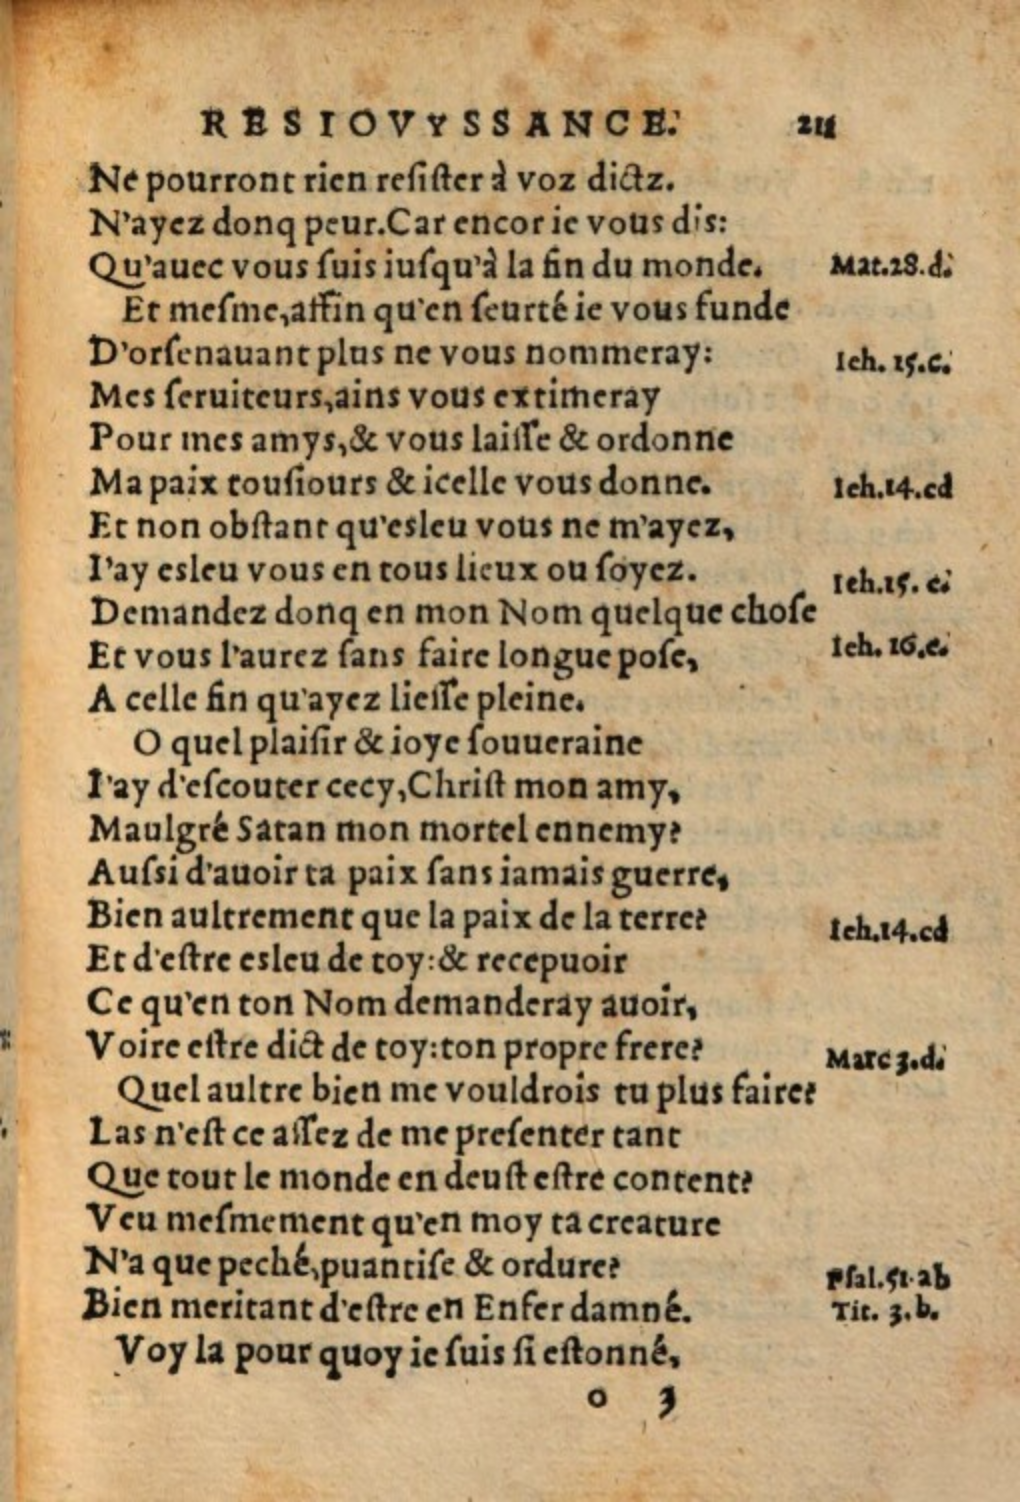 RESIOVYSSANCE. 211
Ne pourront rien reſiſter à voz dictz.
N'ayez donq peur. Car encor ie vous dis:
Qu'auec vous ſuis iuſqu'à la fin du monde. Mat.28.d.
Et meſme, affin qu'en ſeurté ie vous funde
D'orſenauant plus ne vous nommeray: Ieh. 15.c.
Mes ſeruiteurs, ains vous extimeray
Pour mes amys, & vous laiſſe & ordonne
Ma paix touſiours & icelle vous donne. Ieh.14.cd
Et non obſtant qu'esleu vous ne m'ayez,
I'ay esleu vous en tous lieux ou ſoyez. Ieh.15. c.
Demandez donq en mon Nom quelque choſe
Et vous l'aurez ſans faire longue poſe, Ieh. 16.e.
A celle fin qu'ayez lieſſe pleine.
O quel plaiſir & ioye ſouueraine
I'ay d'eſcouter cecy, Chriſt mon amy,
Maulgré Satan mon mortel ennemy?
Auſsi d'auoir ta paix ſans iamais guerre,
Bien aultrement que la paix de la terre? Ieh.14.cd
Et d'eſtre esleu de toy: & recepuoir
Ce qu'en ton Nom demanderay auoir,
Voire eſtre dict de toy: ton propre frere? Marc 3.d.
Quel aultre bien me vouldrois tu plus faire?
Las n'eſt ce aſſez de me preſenter tant
Que tout le monde en deuſt eſtre content?
Veu meſmement qu'en moy ta creature
N'a que peché, puantiſe & ordure? Pſal.51.ab
Bien meritant d'eſtre en Enfer damné. Tit. 3.b.
Voy la pour quoy ie ſuis ſi eſtonné,
o 3